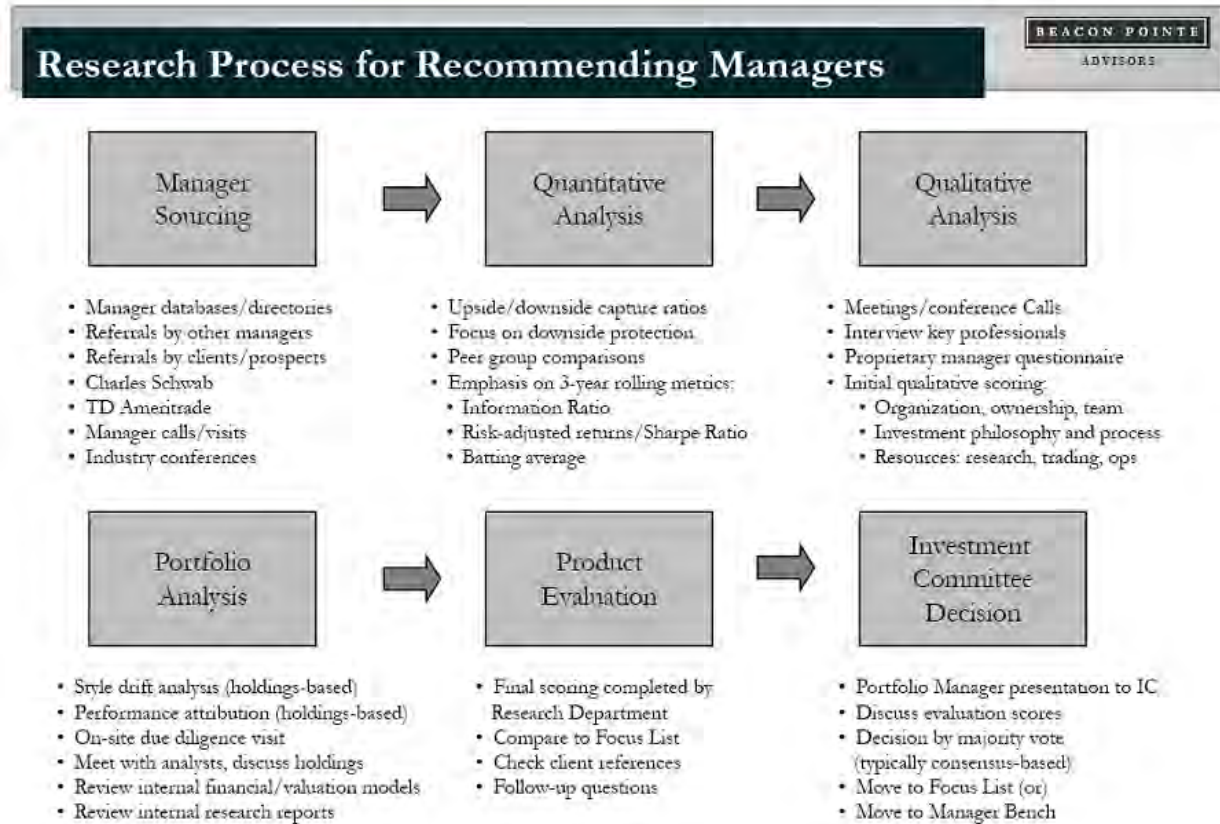 BEACON POINTE
ADVISORS
Research Process for Recommending Managers
Manager
Sourcing
• Manager databases/directories
• Referrals by other managers
• Referrals by clients/prospects
• Charles Schwab
• TD Ameritrade
• Manager calls/visits
• Industry conferences
Quantitative
Analysis
• Upside/downside capture ratios
• Focus on downside protection
• Peer group comparisons
• Emphasis on 3-year rolling metrics:
• Information Ratio
• Risk-adjusted returns/Sharpe Ratio
• Batting average
Qualitative
Analysis
• Meetings/conference Calls
• Interview key professionals
• Proprietary manager questionnaire
• Initial qualitative scoring:
• Organization, ownership, team
• Investment philosophy and process
• Resources: research, trading, ops
Portfolio
Analysis
• Style drift analysis (holdings-based)
• Performance attribution (holdings-based)
• On-site due diligence visit
• Meet with analysts, discuss holdings
• Review internal financial/valuation models
• Review internal research reports
Product
Evaluation
• Final scoring completed by
Research Department
• Compare to Focus List
• Check client references
• Follow-up questions
Investment
Committee
Decision
• Portfolio Manager presentation to IC
• Discuss evaluation scores
• Decision by majority vote
(typically consensus-based)
• Move to Focus List (or)
• Move to Manager Bench